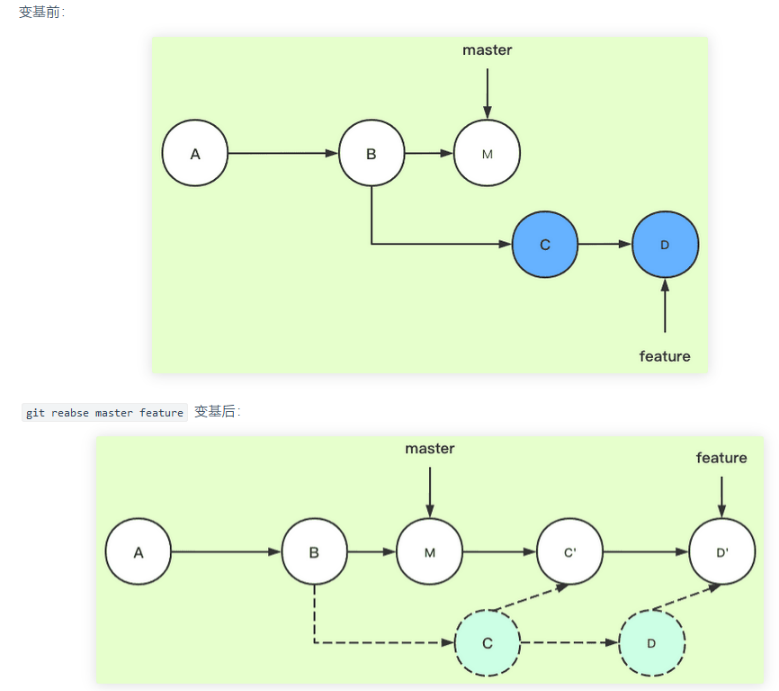 变基前：
master
A
B
M
C
D
feature
git reabse master feature 变基后：
master
feature
A
B
M
C'
D'
C
D